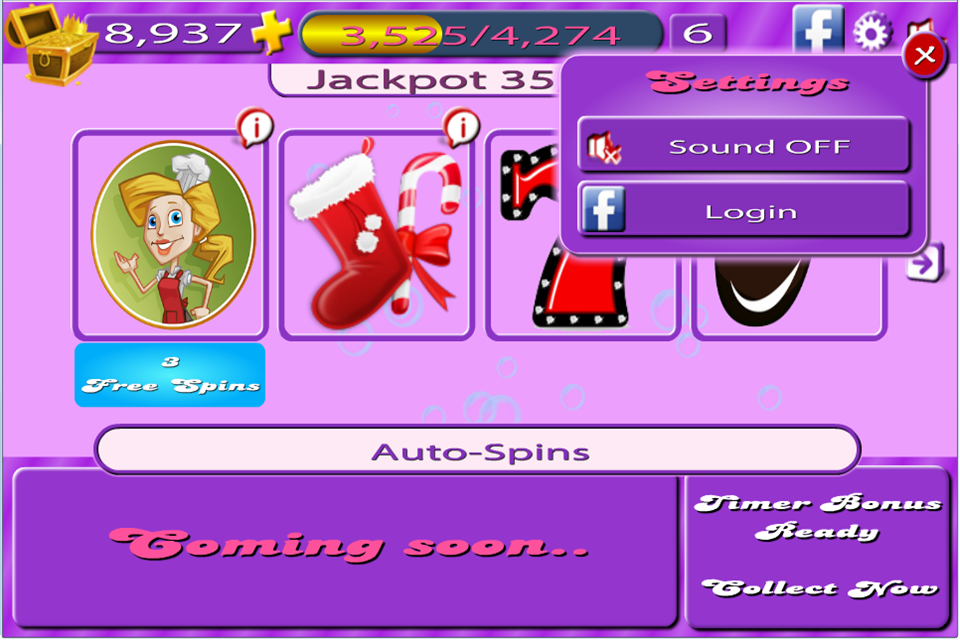 8,937
3,525/4,274
6
Jackpot 35
Settings
Sound OFF
Login
3
Free Spins
Auto-Spins
Coming soon..
Timer Bonus
Ready
Collect Now